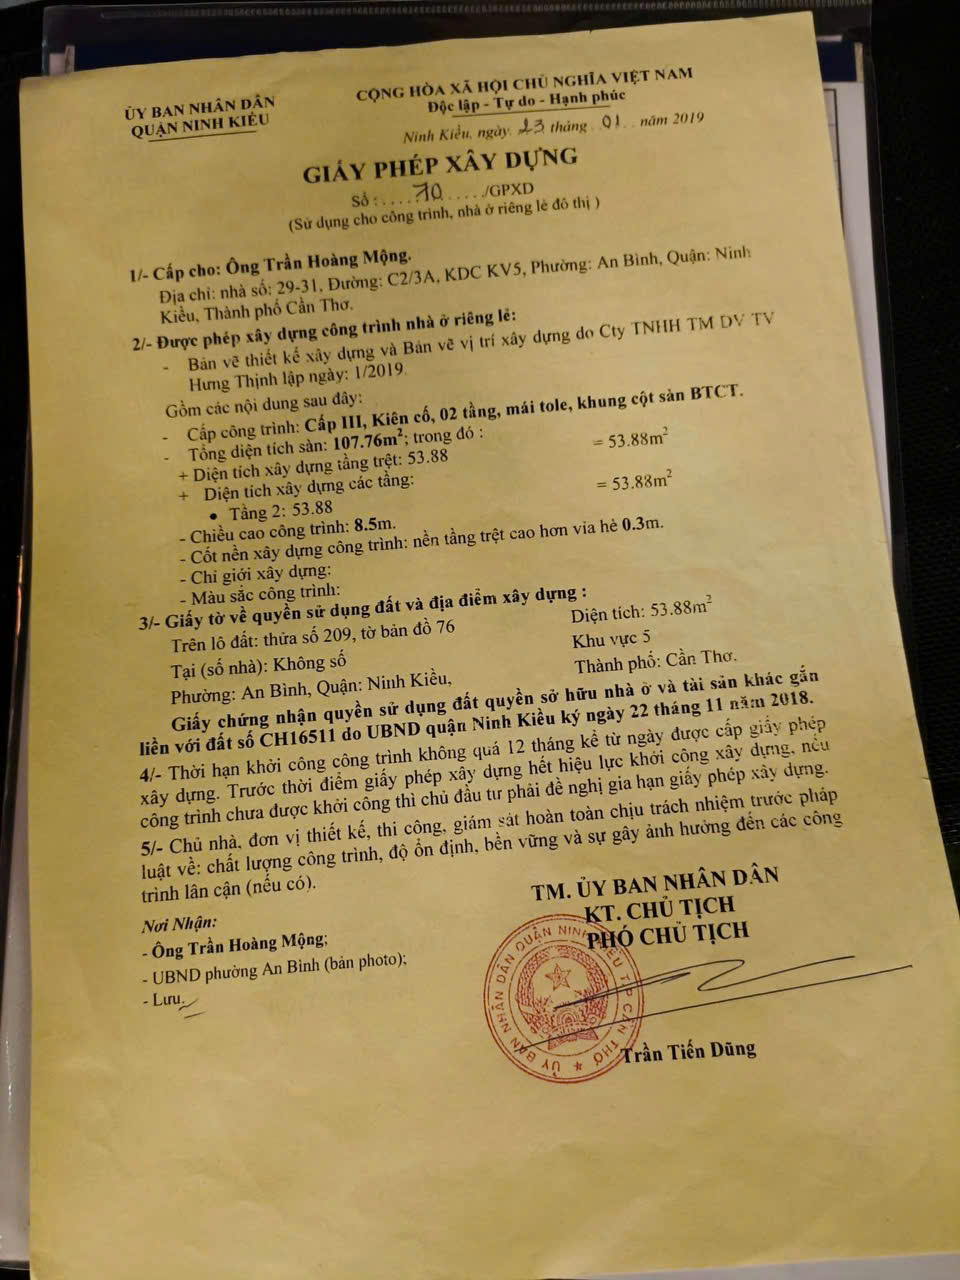 ỦY BAN NHÂN DÂN
QUẬN NINH KIỀU
CỘNG HÒA XÃ HỘI CHỦ NGHĨA VIỆT NAM
Độc lập - Tự do - Hạnh phúc
Ninh Kiều, ngày 23 tháng 01 năm 2019
GIẤY PHÉP XÂY DỰNG
Số :....70...../GPXD
(Sử dụng cho công trình, nhà ở riêng lẻ đô thị )
1/- Cấp cho: Ông Trần Hoàng Mộng.
Địa chỉ: nhà số: 29-31, Đường: C2/3A, KDC KV5, Phường: An Bình, Quận: Ninh
Kiều, Thành phố Cần Thơ.
2/- Được phép xây dựng công trình nhà ở riêng lẻ:
- Bản vẽ thiết kế xây dựng và Bản vẽ vị trí xây dựng do Cty TNHH TM DV TV
Hưng Thịnh lập ngày: 1/2019
Gồm các nội dung sau đây:
- Cấp công trình: Cấp III, Kiên cố, 02 tầng, mái tole, khung cột sàn BTCT.
- Tổng diện tích sàn: 107.76m²; trong đó :
+ Diện tích xây dựng tầng trệt: 53.88 = 53.88m²
+ Diện tích xây dựng các tầng:
• Tầng 2: 53.88 = 53.88m²
- Chiều cao công trình: 8.5m.
- Cốt nền xây dựng công trình: nền tầng trệt cao hơn vỉa hè 0.3m.
- Chỉ giới xây dựng:
- Màu sắc công trình:
3/- Giấy tờ về quyền sử dụng đất và địa điểm xây dựng :
Trên lô đất: thửa số 209, tờ bản đồ 76 Diện tích: 53.88m²
Tại (số nhà): Không số Khu vực 5
Phường: An Bình, Quận: Ninh Kiều, Thành phố: Cần Thơ.
Giấy chứng nhận quyền sử dụng đất quyền sở hữu nhà ở và tài sản khác gắn
liền với đất số CH16511 do UBND quận Ninh Kiều ký ngày 22 tháng 11 năm 2018.
4/- Thời hạn khởi công công trình không quá 12 tháng kể từ ngày được cấp giấy phép
xây dựng. Trước thời điểm giấy phép xây dựng hết hiệu lực khởi công xây dựng, nếu
công trình chưa được khởi công thì chủ đầu tư phải đề nghị gia hạn giấy phép xây dựng.
5/- Chủ nhà, đơn vị thiết kế, thi công, giám sát hoàn toàn chịu trách nhiệm trước pháp
luật về: chất lượng công trình, độ ổn định, bền vững và sự gây ảnh hưởng đến các công
trình lân cận (nếu có).
Nơi Nhận:
- Ông Trần Hoàng Mộng;
- UBND phường An Bình (bản photo);
- Lưu.
TM. ỦY BAN NHÂN DÂN
KT. CHỦ TỊCH
PHÓ CHỦ TỊCH
ỦY BAN NHÂN DÂN QUẬN NINH KIỀU T.P CẦN THƠ
Trần Tiến Dũng